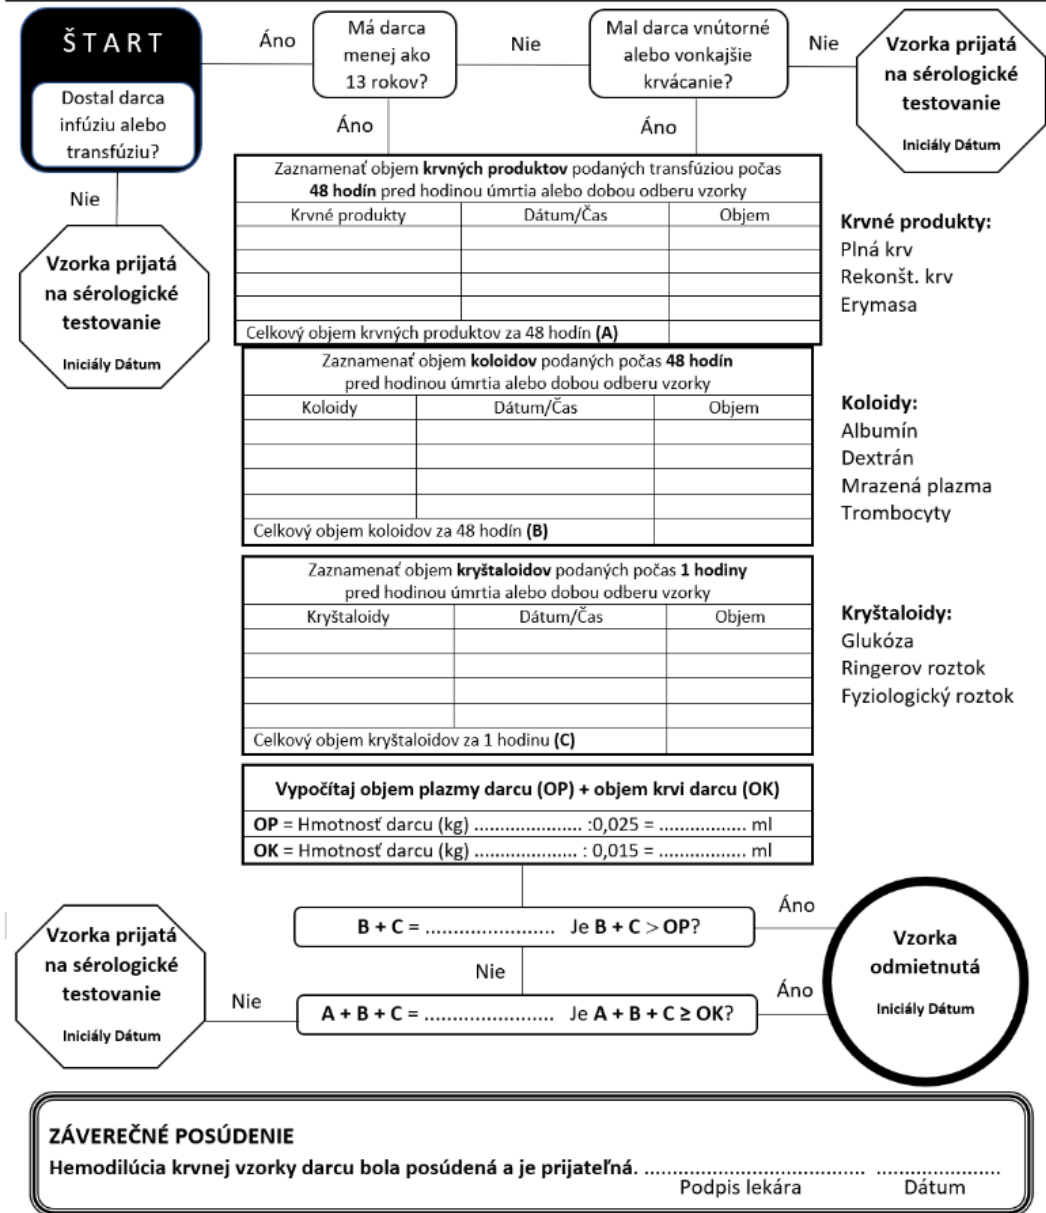 ŠTART
Dostal darca
infúziu alebo
transfúziu?
Áno
Má darca
menej ako
13 rokov?
Nie
Mal darca vnútorné
alebo vonkajšie
krvácanie?
Nie
Vzorka prijatá
na sérologické
testovanie
Iniciály Dátum
Áno
Áno
Nie
Vzorka prijatá
na sérologické
testovanie
Iniciály Dátum
Zaznamenať objem krvných produktov podaných transfúziou počas
48 hodín pred hodinou úmrtia alebo dobou odberu vzorky
Krvné produkty Dátum/Čas Objem
Celkový objem krvných produktov za 48 hodín (A)
Krvné produkty:
Plná krv
Rekonšt. krv
Erymasa
Zaznamenať objem koloidov podaných počas 48 hodín
pred hodinou úmrtia alebo dobou odberu vzorky
Koloidy Dátum/Čas Objem
Celkový objem koloidov za 48 hodín (B)
Koloidy:
Albumín
Dextrán
Mrazená plazma
Trombocyty
Zaznamenať objem kryštaloidov podaných počas 1 hodiny
pred hodinou úmrtia alebo dobou odberu vzorky
Kryštaloidy Dátum/Čas Objem
Celkový objem kryštaloidov za 1 hodinu (C)
Kryštaloidy:
Glukóza
Ringerov roztok
Fyziologický roztok
Vypočítaj objem plazmy darcu (OP) + objem krvi darcu (OK)
OP = Hmotnosť darcu (kg) ..................... :0,025 = ................. ml
OK = Hmotnosť darcu (kg) ..................... : 0,015 = ................. ml
B + C = ........................ Je B + C > OP?
Áno
Nie
A + B + C = ........................ Je A + B + C ≥ OK?
Áno
Nie
Vzorka
odmietnutá
Iniciály Dátum
Vzorka prijatá
na sérologické
testovanie
Iniciály Dátum
ZÁVEREČNÉ POSÚDENIE
Hemodilúcia krvnej vzorky darcu bola posúdená a je prijateľná. ........................................ ......................
Podpis lekára Dátum